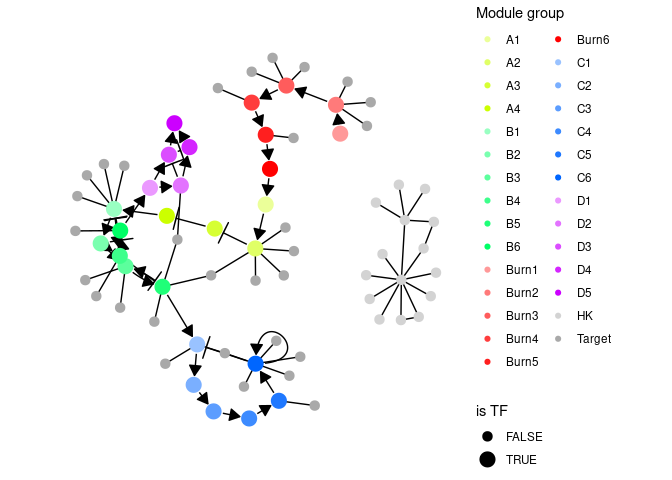 Module group
A1
A2
A3
A4
B1
B2
B3
B4
B5
B6
Burn1
Burn2
Burn3
Burn4
Burn5
Burn6
C1
C2
C3
C4
C5
C6
D1
D2
D3
D4
D5
HK
Target
is TF
FALSE
TRUE